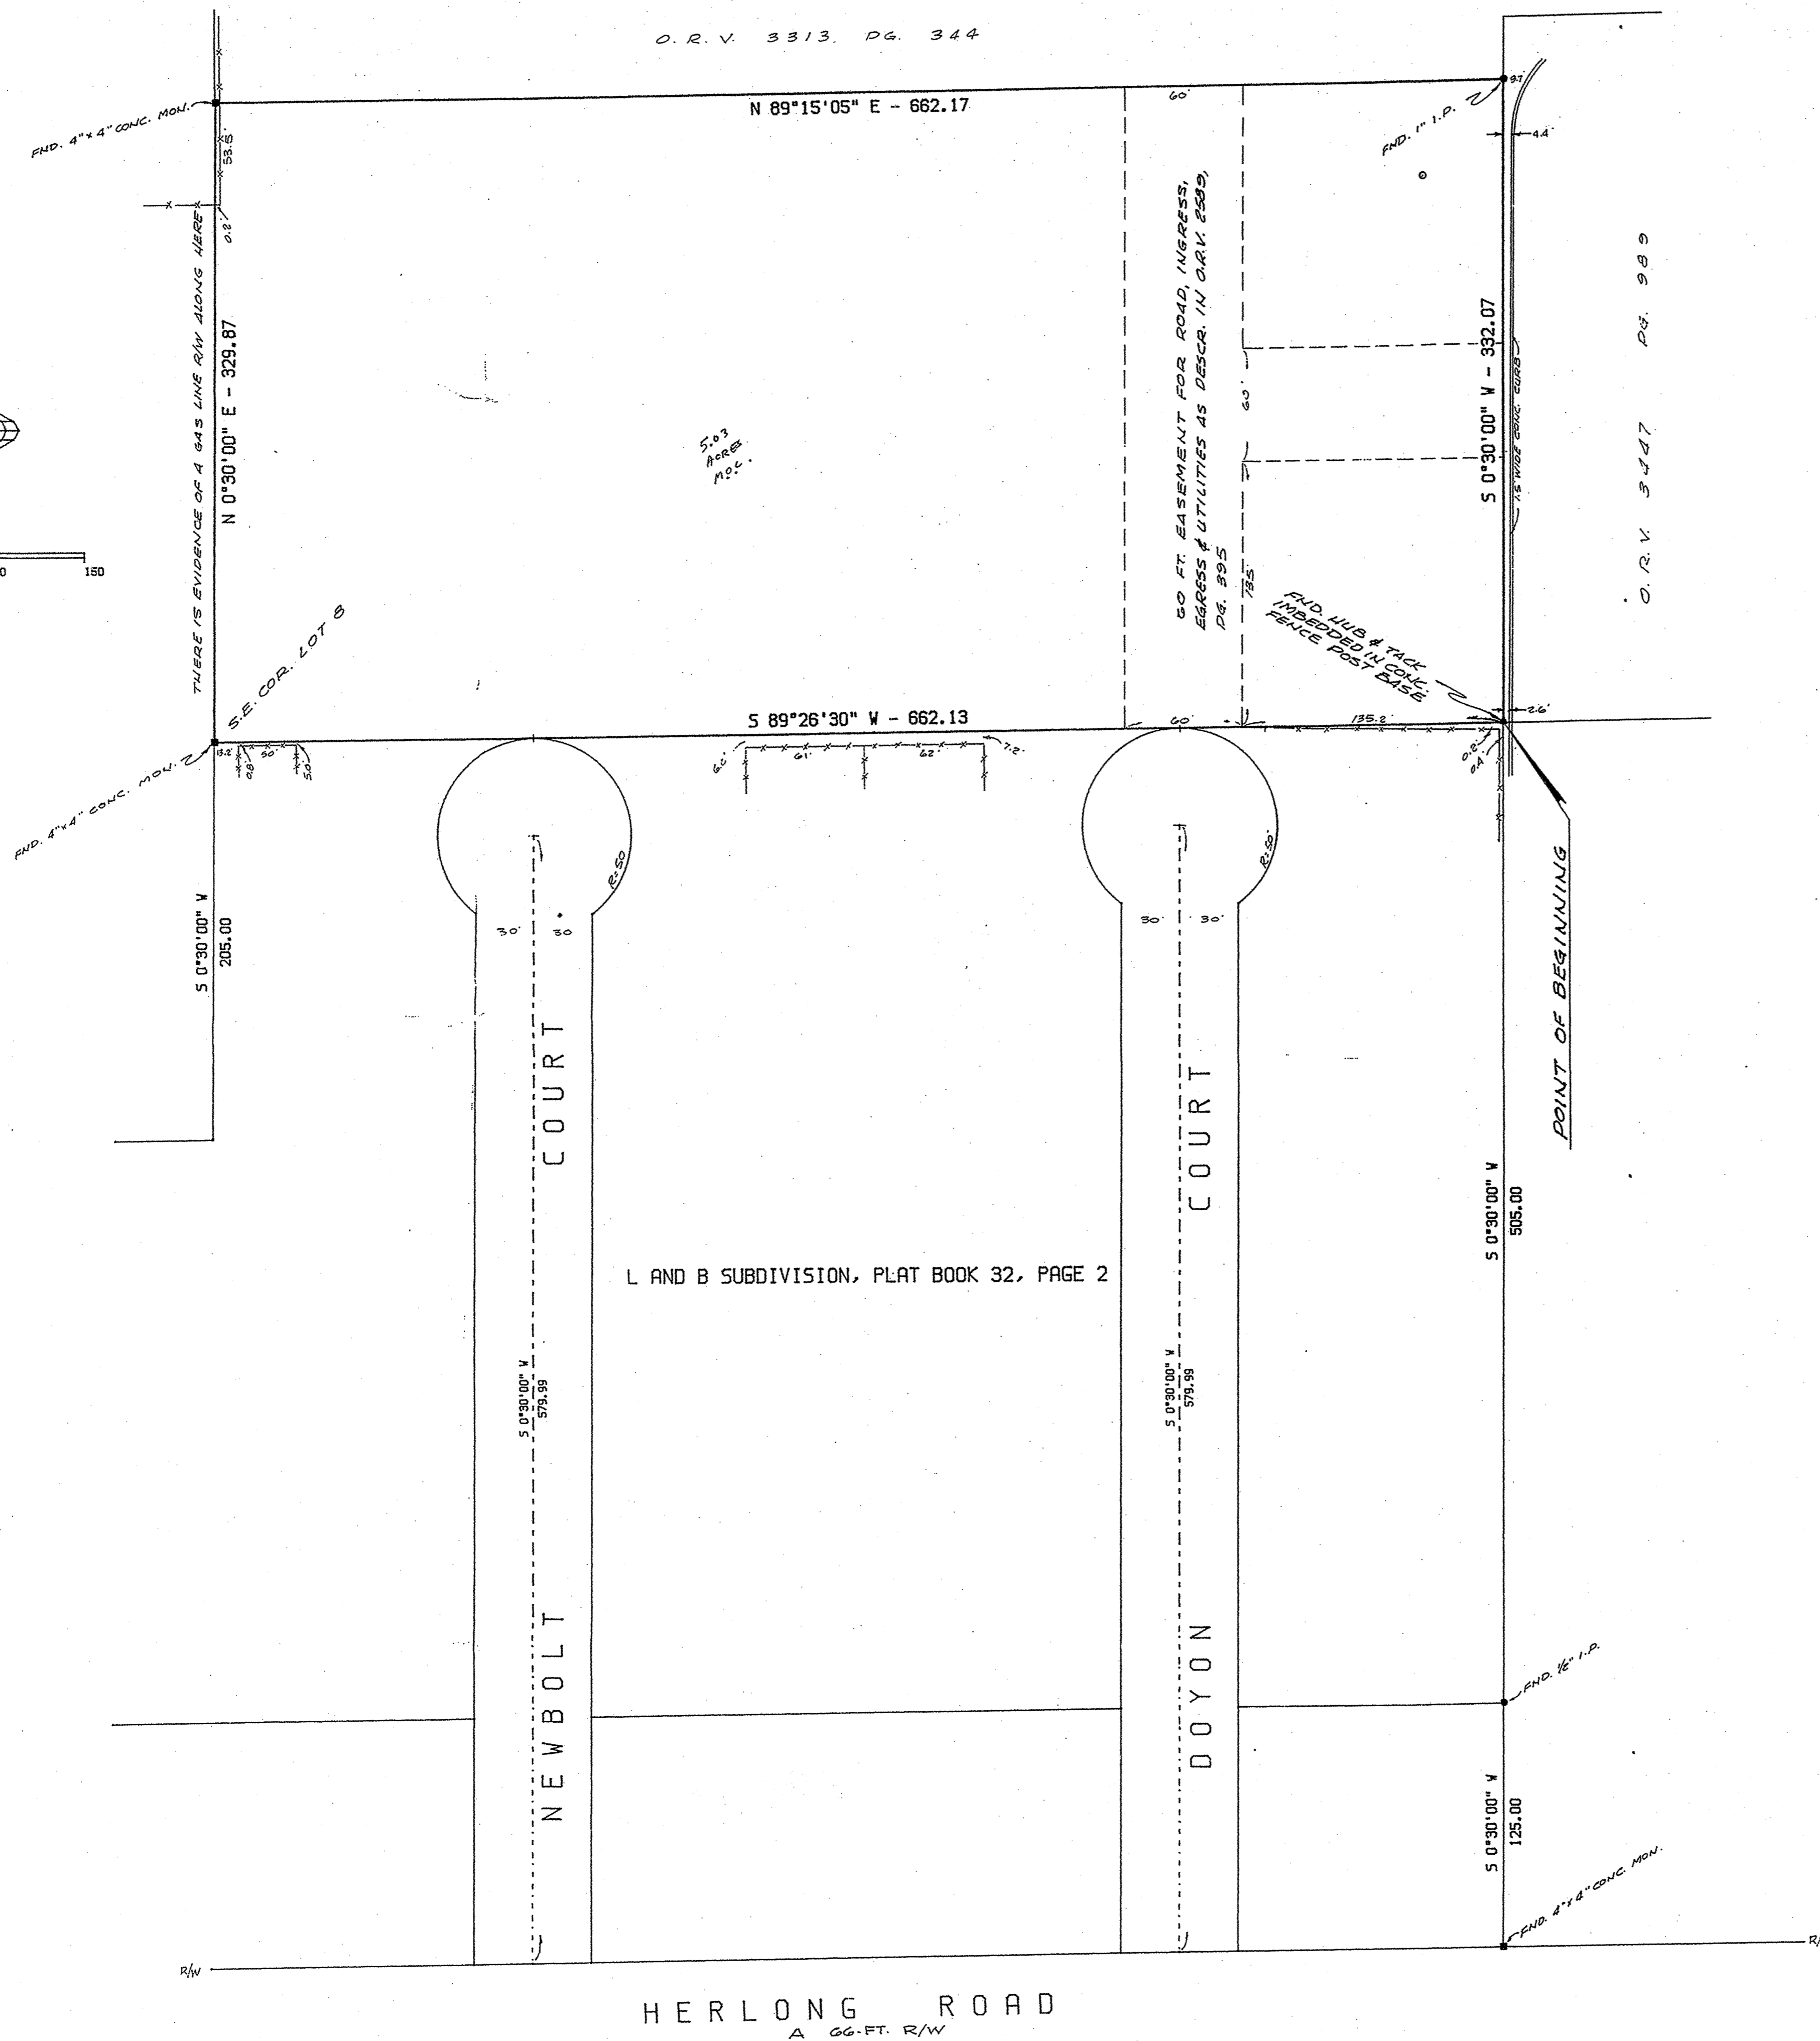 O. R. V. 3313, PG. 344
N 89°15'05" E - 662.17
60'
9.7'
FND. 4"x4" CONC. MON.
FND. 1" I.P.
4.4'
53.5'
0.2'
THERE IS EVIDENCE OF A GAS LINE R/W ALONG HERE
N 0°30'00" E - 329.87
5.03
ACRES
60 FT. EASEMENT FOR ROAD, INGRESS,
EGRESS & UTILITIES AS DESCR. IN O.R.V. 2589,
PG. 395
60'
135'
S 0°30'00" W - 332.07
1.5' WIDE CONC. CURB
O. R. V. 3447 PG. 989
150
S.E. COR. LOT 8
FND. HUB & TACK
IMBEDDED IN CONC.
FENCE POST BASE
S 89°26'30" W - 662.13
60'
135.2'
2.6'
FND. 4"x4" CONC. MON.
13.2'
50'
0.8'
5.0'
61'
62'
7.2'
0.2'
0.4'
R=50
R=50'
30'
30
30'
30'
S 0°30'00" W
205.00
POINT OF BEGINNING
NEWBOLT COURT
DOYON COURT
S 0°30'00" W
505.00
L AND B SUBDIVISION, PLAT BOOK 32, PAGE 2
S 0°30'00" W
579.99
S 0°30'00" W
579.99
FND. 1/2" I.P.
S 0°30'00" W
125.00
FND. 4"x4" CONC. MON.
R/W
HERLONG ROAD
A 66-FT. R/W